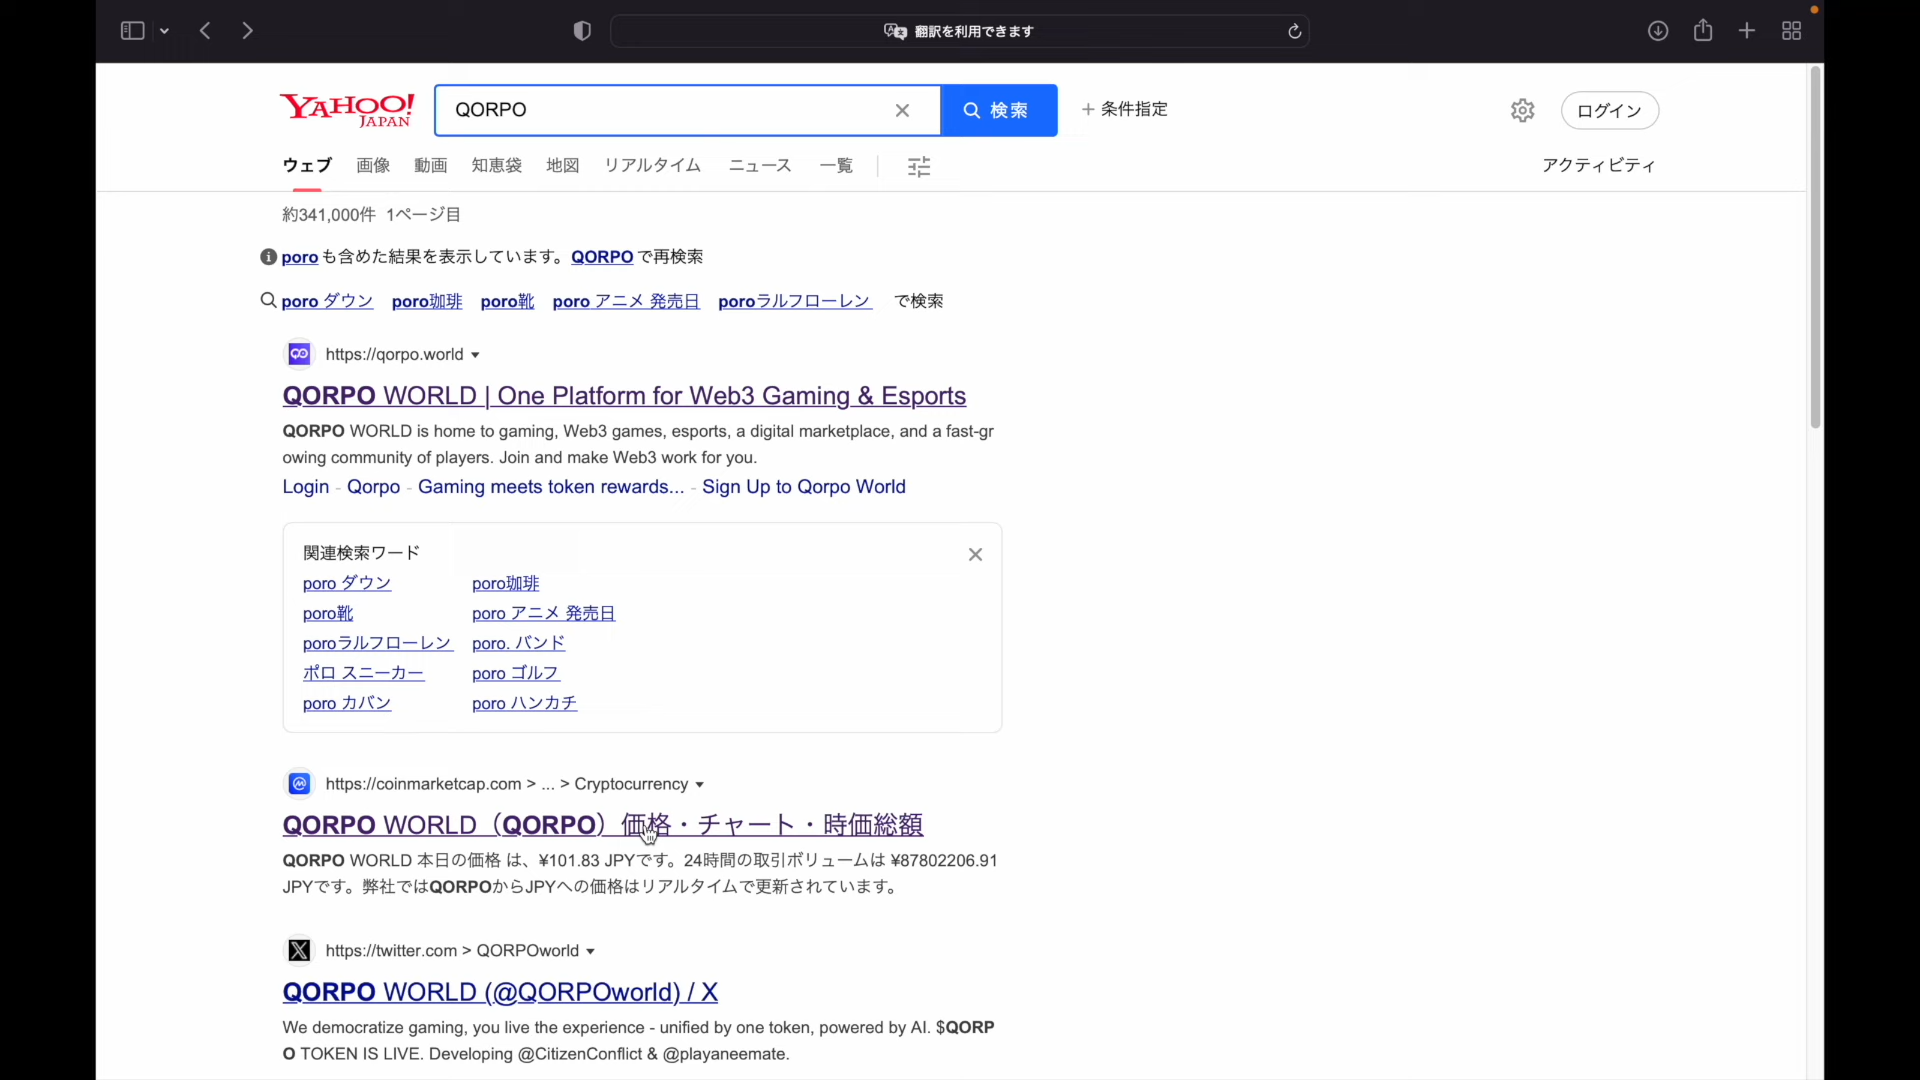 翻訳を利用できます
YAHOO! JAPAN
QORPO
検索
+ 条件指定
ログイン
ウェブ 画像 動画 知恵袋 地図 リアルタイム ニュース 一覧
アクティビティ
約341,000件 1ページ目
poroも含めた結果を表示しています。QORPOで再検索
poro ダウン poro珈琲 poro靴 poro アニメ 発売日 poroラルフローレン で検索
https://qorpo.world
QORPO WORLD | One Platform for Web3 Gaming & Esports
QORPO WORLD is home to gaming, Web3 games, esports, a digital marketplace, and a fast-gr
owing community of players. Join and make Web3 work for you.
Login - Qorpo - Gaming meets token rewards... - Sign Up to Qorpo World
関連検索ワード
poro ダウン poro珈琲
poro靴 poro アニメ 発売日
poroラルフローレン poro. バンド
ポロ スニーカー poro ゴルフ
poro カバン poro ハンカチ
https://coinmarketcap.com > ... > Cryptocurrency
QORPO WORLD（QORPO）価格・チャート・時価総額
QORPO WORLD 本日の価格 は、¥101.83 JPYです。24時間の取引ボリュームは ¥87802206.91
JPYです。弊社ではQORPOからJPYへの価格はリアルタイムで更新されています。
https://twitter.com > QORPOworld
QORPO WORLD (@QORPOworld) / X
We democratize gaming, you live the experience - unified by one token, powered by AI. $QORP
O TOKEN IS LIVE. Developing @CitizenConflict & @playaneemate.